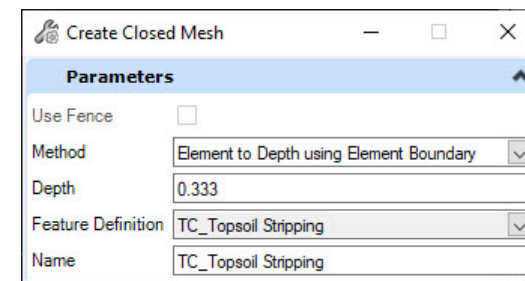 Create Closed Mesh
Parameters
Use Fence
Method Element to Depth using Element Boundary
Depth 0.333
Feature Definition TC_Topsoil Stripping
Name TC_Topsoil Stripping